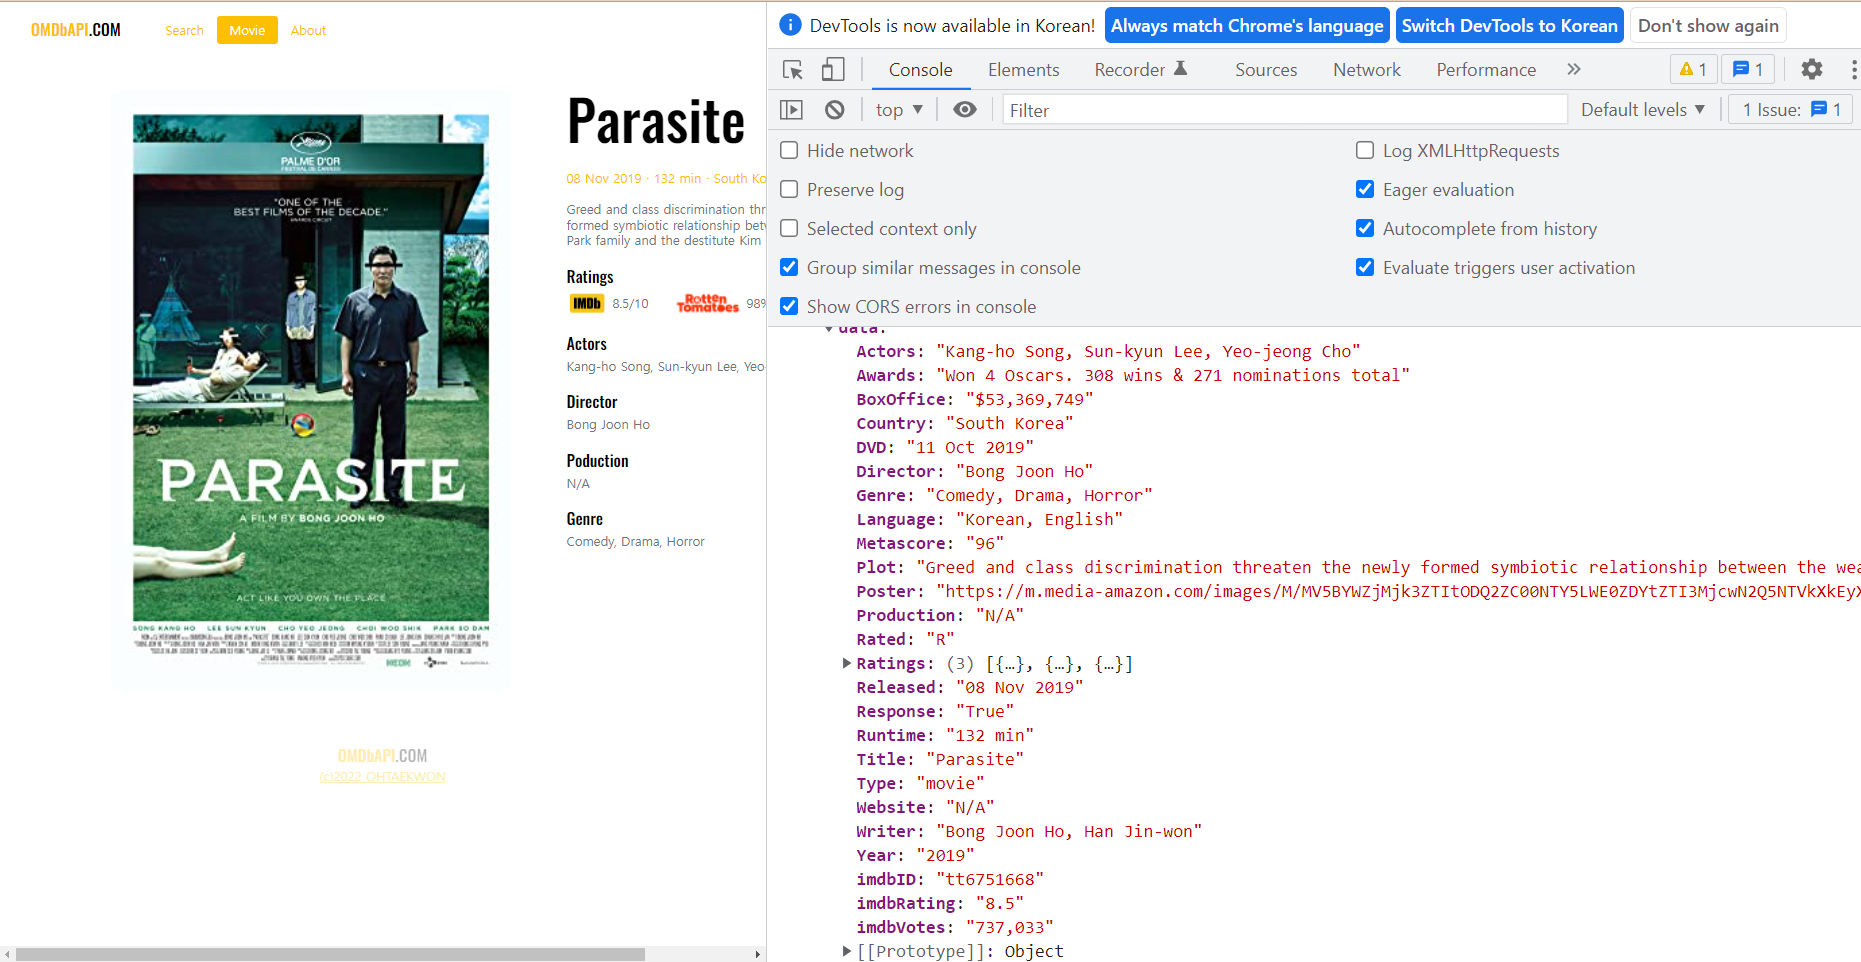 OMDbAPI.COM
Search
Movie
About
PALME D'OR
FESTIVAL DE CANNES
"ONE OF THE
BEST FILMS OF THE DECADE."
AWARDS CIRCUIT
PARASITE
A FILM BY BONG JOON HO
ACT LIKE YOU OWN THE PLACE
SONG KANG HO LEE SUN KYUN CHO YEO JEONG CHOI WOO SHIK PARK SO DAM
NEON
Parasite
08 Nov 2019 · 132 min · South Ko
Greed and class discrimination thr
formed symbiotic relationship betw
Park family and the destitute Kim
Ratings
IMDb 8.5/10 Rotten Tomatoes 98%
Actors
Kang-ho Song, Sun-kyun Lee, Yeo-
Director
Bong Joon Ho
Poduction
N/A
Genre
Comedy, Drama, Horror
OMDbAPI.COM
(c)2022 OHTAEKWON
DevTools is now available in Korean! Always match Chrome's language Switch DevTools to Korean Don't show again
Console Elements Recorder Sources Network Performance » 1 1
top ▼ Filter Default levels ▼ 1 Issue: 1
Hide network Log XMLHttpRequests
Preserve log Eager evaluation
Selected context only Autocomplete from history
Group similar messages in console Evaluate triggers user activation
Show CORS errors in console
data:
Actors: "Kang-ho Song, Sun-kyun Lee, Yeo-jeong Cho"
Awards: "Won 4 Oscars. 308 wins & 271 nominations total"
BoxOffice: "$53,369,749"
Country: "South Korea"
DVD: "11 Oct 2019"
Director: "Bong Joon Ho"
Genre: "Comedy, Drama, Horror"
Language: "Korean, English"
Metascore: "96"
Plot: "Greed and class discrimination threaten the newly formed symbiotic relationship between the wea
Poster: "https://m.media-amazon.com/images/M/MV5BYWZjMjk3ZTItODQ2ZC00NTY5LWE0ZDYtZTI3MjcwN2Q5NTVkXkEyX
Production: "N/A"
Rated: "R"
▶Ratings: (3) [{…}, {…}, {…}]
Released: "08 Nov 2019"
Response: "True"
Runtime: "132 min"
Title: "Parasite"
Type: "movie"
Website: "N/A"
Writer: "Bong Joon Ho, Han Jin-won"
Year: "2019"
imdbID: "tt6751668"
imdbRating: "8.5"
imdbVotes: "737,033"
▶[[Prototype]]: Object